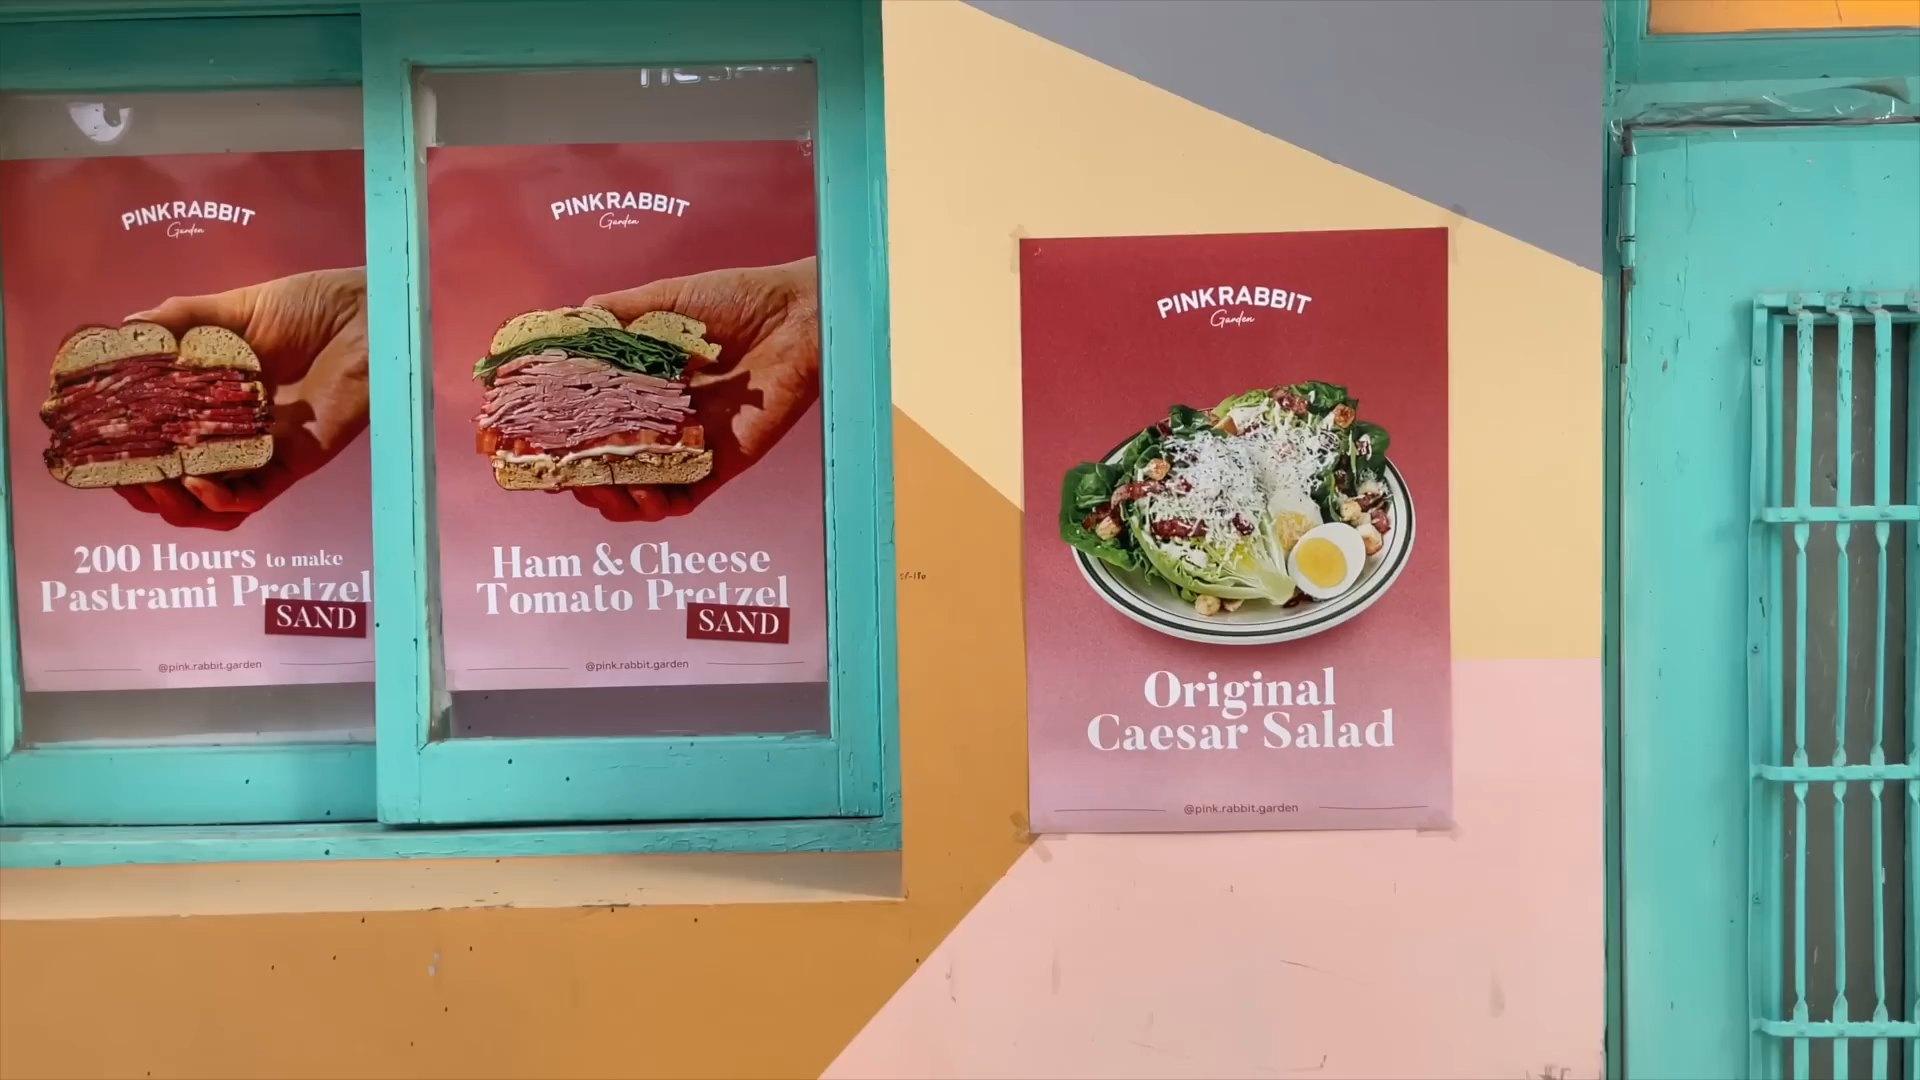 PINKRABBIT
Garden
200 Hours to make
Pastrami Pretzel
SAND
@pink.rabbit.garden
PINKRABBIT
Garden
Ham & Cheese
Tomato Pretzel
SAND
@pink.rabbit.garden
PINKRABBIT
Garden
Original
Caesar Salad
@pink.rabbit.garden